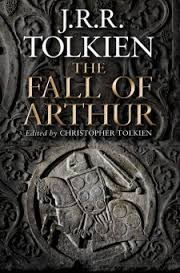 J.R.R.
TOLKIEN
THE
FALL OF
ARTHUR
Edited by CHRISTOPHER TOLKIEN